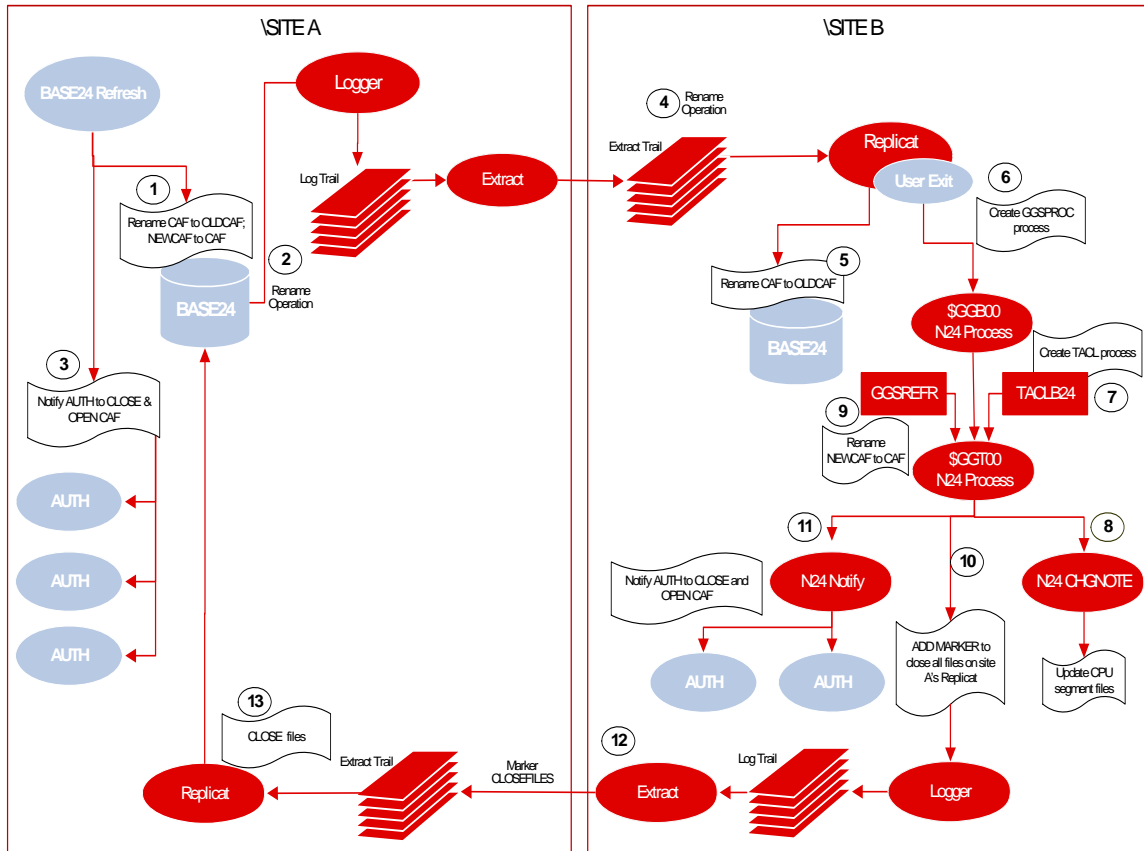 \SITE A
BASE24 Refresh
Logger
1
Log Trail
Extract
Rename CAF to OLDCAF;
NEWCAF to CAF
2
Rename
Operation
BASE24
3
Notify AUTH to CLOSE &
OPEN CAF
AUTH
AUTH
AUTH
13
CLOSE files
Replicat
Extract Trail
Marker
CLOSEFILES
\SITE B
4
Rename
Operation
Extract Trail
Replicat
User Exit
6
Create GGSPROC
process
5
Rename CAF to OLDCAF
BASE24
$GGB00
N24 Process
Create TACL process
GGSREFR
TACLB24
7
9
Rename
NEWCAF to CAF
$GGT00
N24 Process
11
8
10
N24 Notify
N24 CHGNOTE
Notify AUTH to CLOSE and
OPEN CAF
AUTH
AUTH
ADD MARKER to
close all files on site
A's Replicat
Update CPU
segment files
12
Extract
Log Trail
Logger